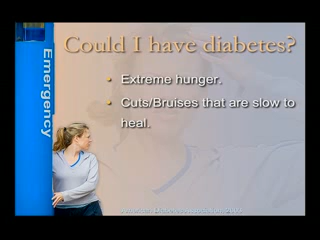 Could I have diabetes?
Emergency
Extreme hunger.
Cuts/Bruises that are slow to
heal.